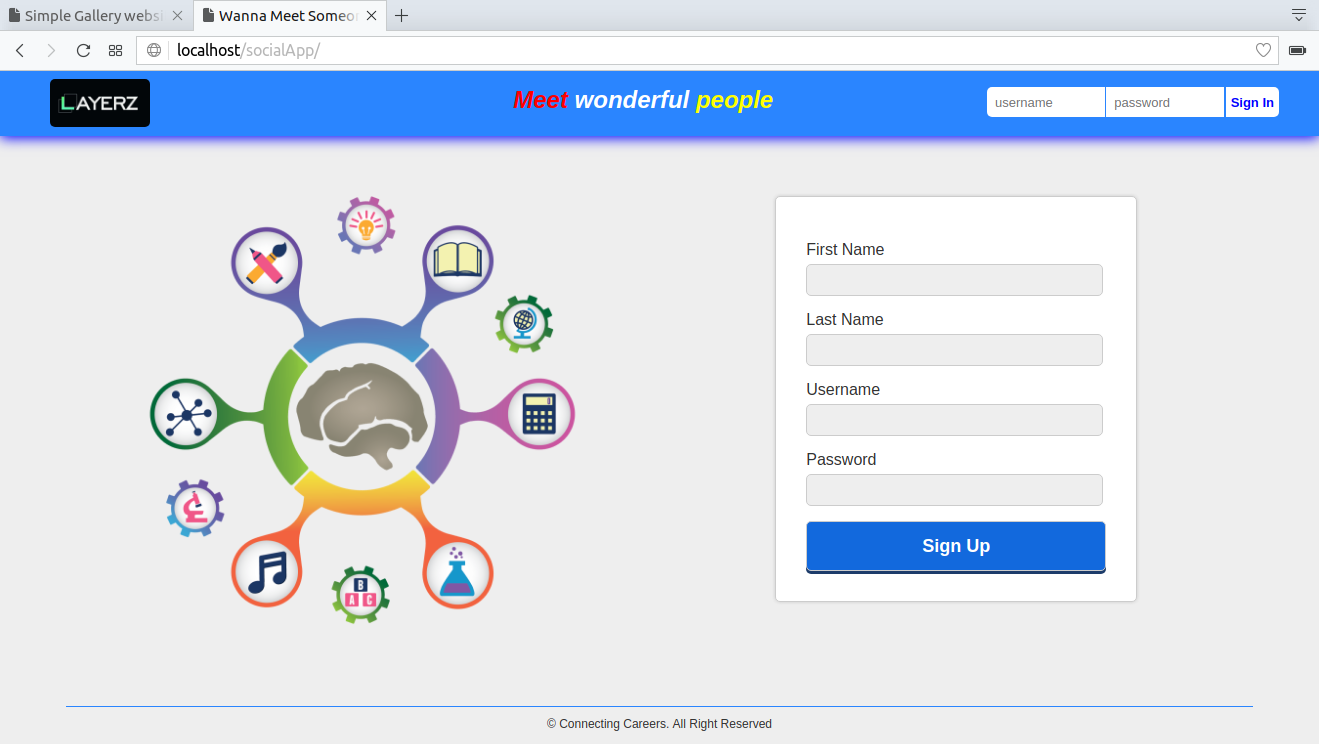 Simple Gallery websi
Wanna Meet Someon
localhost/socialApp/
LAYERZ
Meet wonderful people
username
password
Sign In
First Name
Last Name
Username
Password
Sign Up
B
A C
© Connecting Careers. All Right Reserved